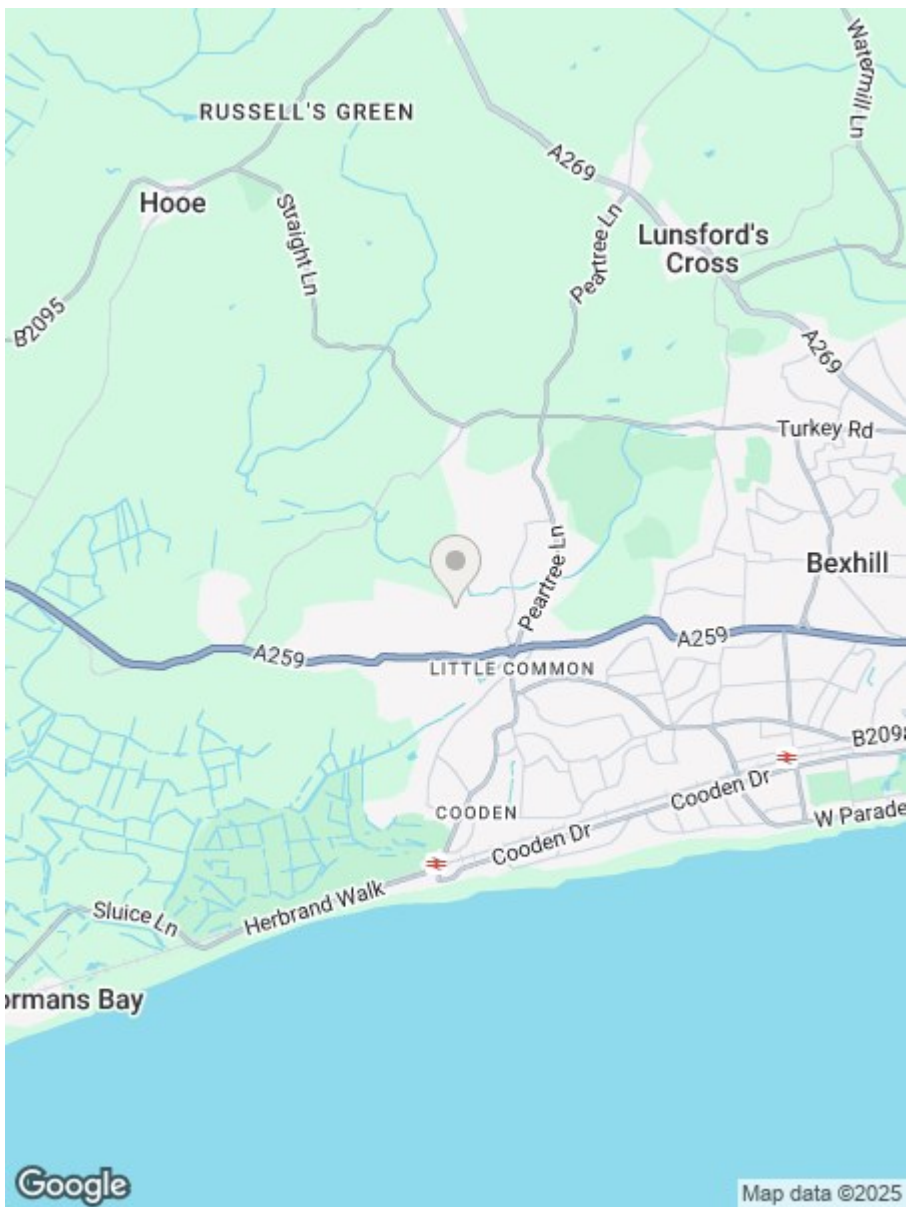 Watermill Ln
RUSSELL'S GREEN
A269
Hooe
Straight Ln
Peartree Ln
Lunsford's
Cross
B2095
A269
Turkey Rd
Peartree Ln
Bexhill
A259
A259
LITTLE COMMON
B2098
Cooden Dr
COODEN
W Parade
Cooden Dr
Herbrand Walk
Sluice Ln
ormans Bay
Google
Map data ©2025